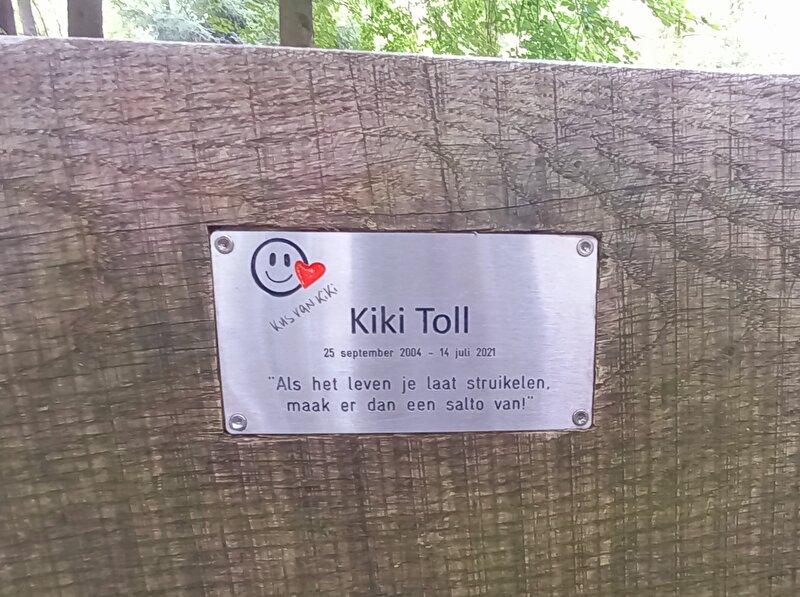 Kus van Kiki
Kiki Toll
25 september 2004 - 14 juli 2021
"Als het leven je laat struikelen,
maak er dan een salto van!"